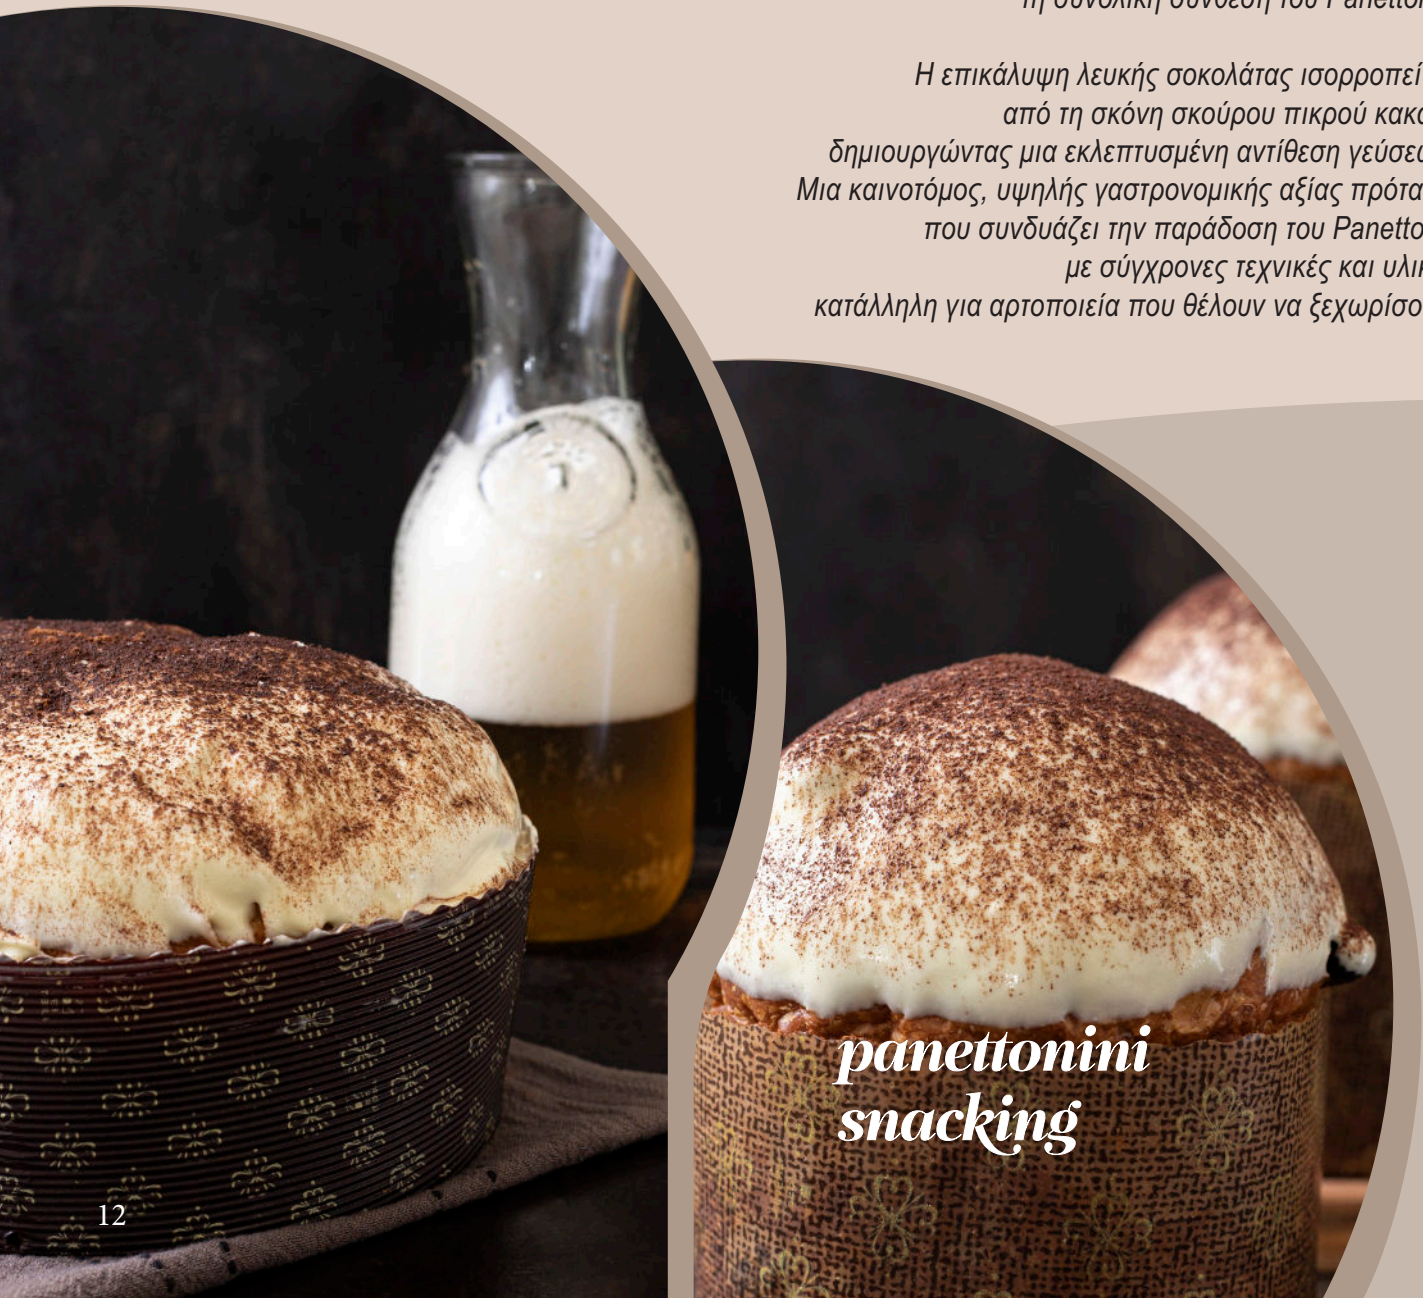 Η επικάλυψη λευκής σοκολάτας ισορροπεί
από τη σκόνη σκούρου πικρού
δημιουργώντας μια εκλεπτυσμένη αντίθεση
Μια καινοτόμος, υψηλής γαστρονομικής αξίας
που συνδυάζει την παράδοση του
με σύγχρονες τεχνικές και
κατάλληλη για αρτοποιεία που θέλουν να
panettonini
snacking
12